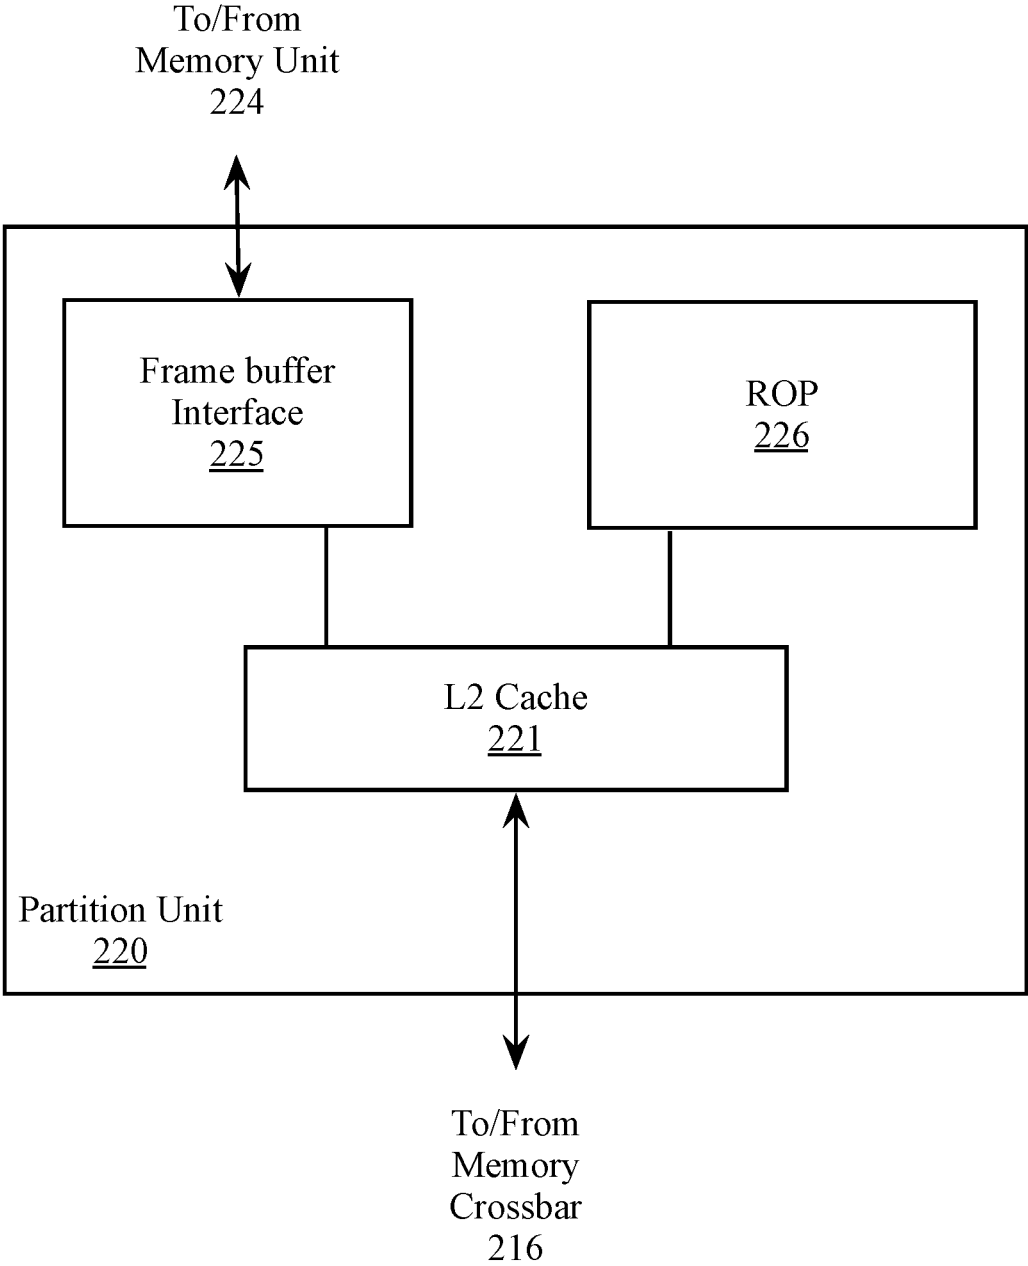 To/From
Memory Unit
224
Frame buffer
Interface
225
ROP
226
L2 Cache
221
Partition Unit
220
To/From
Memory
Crossbar
216